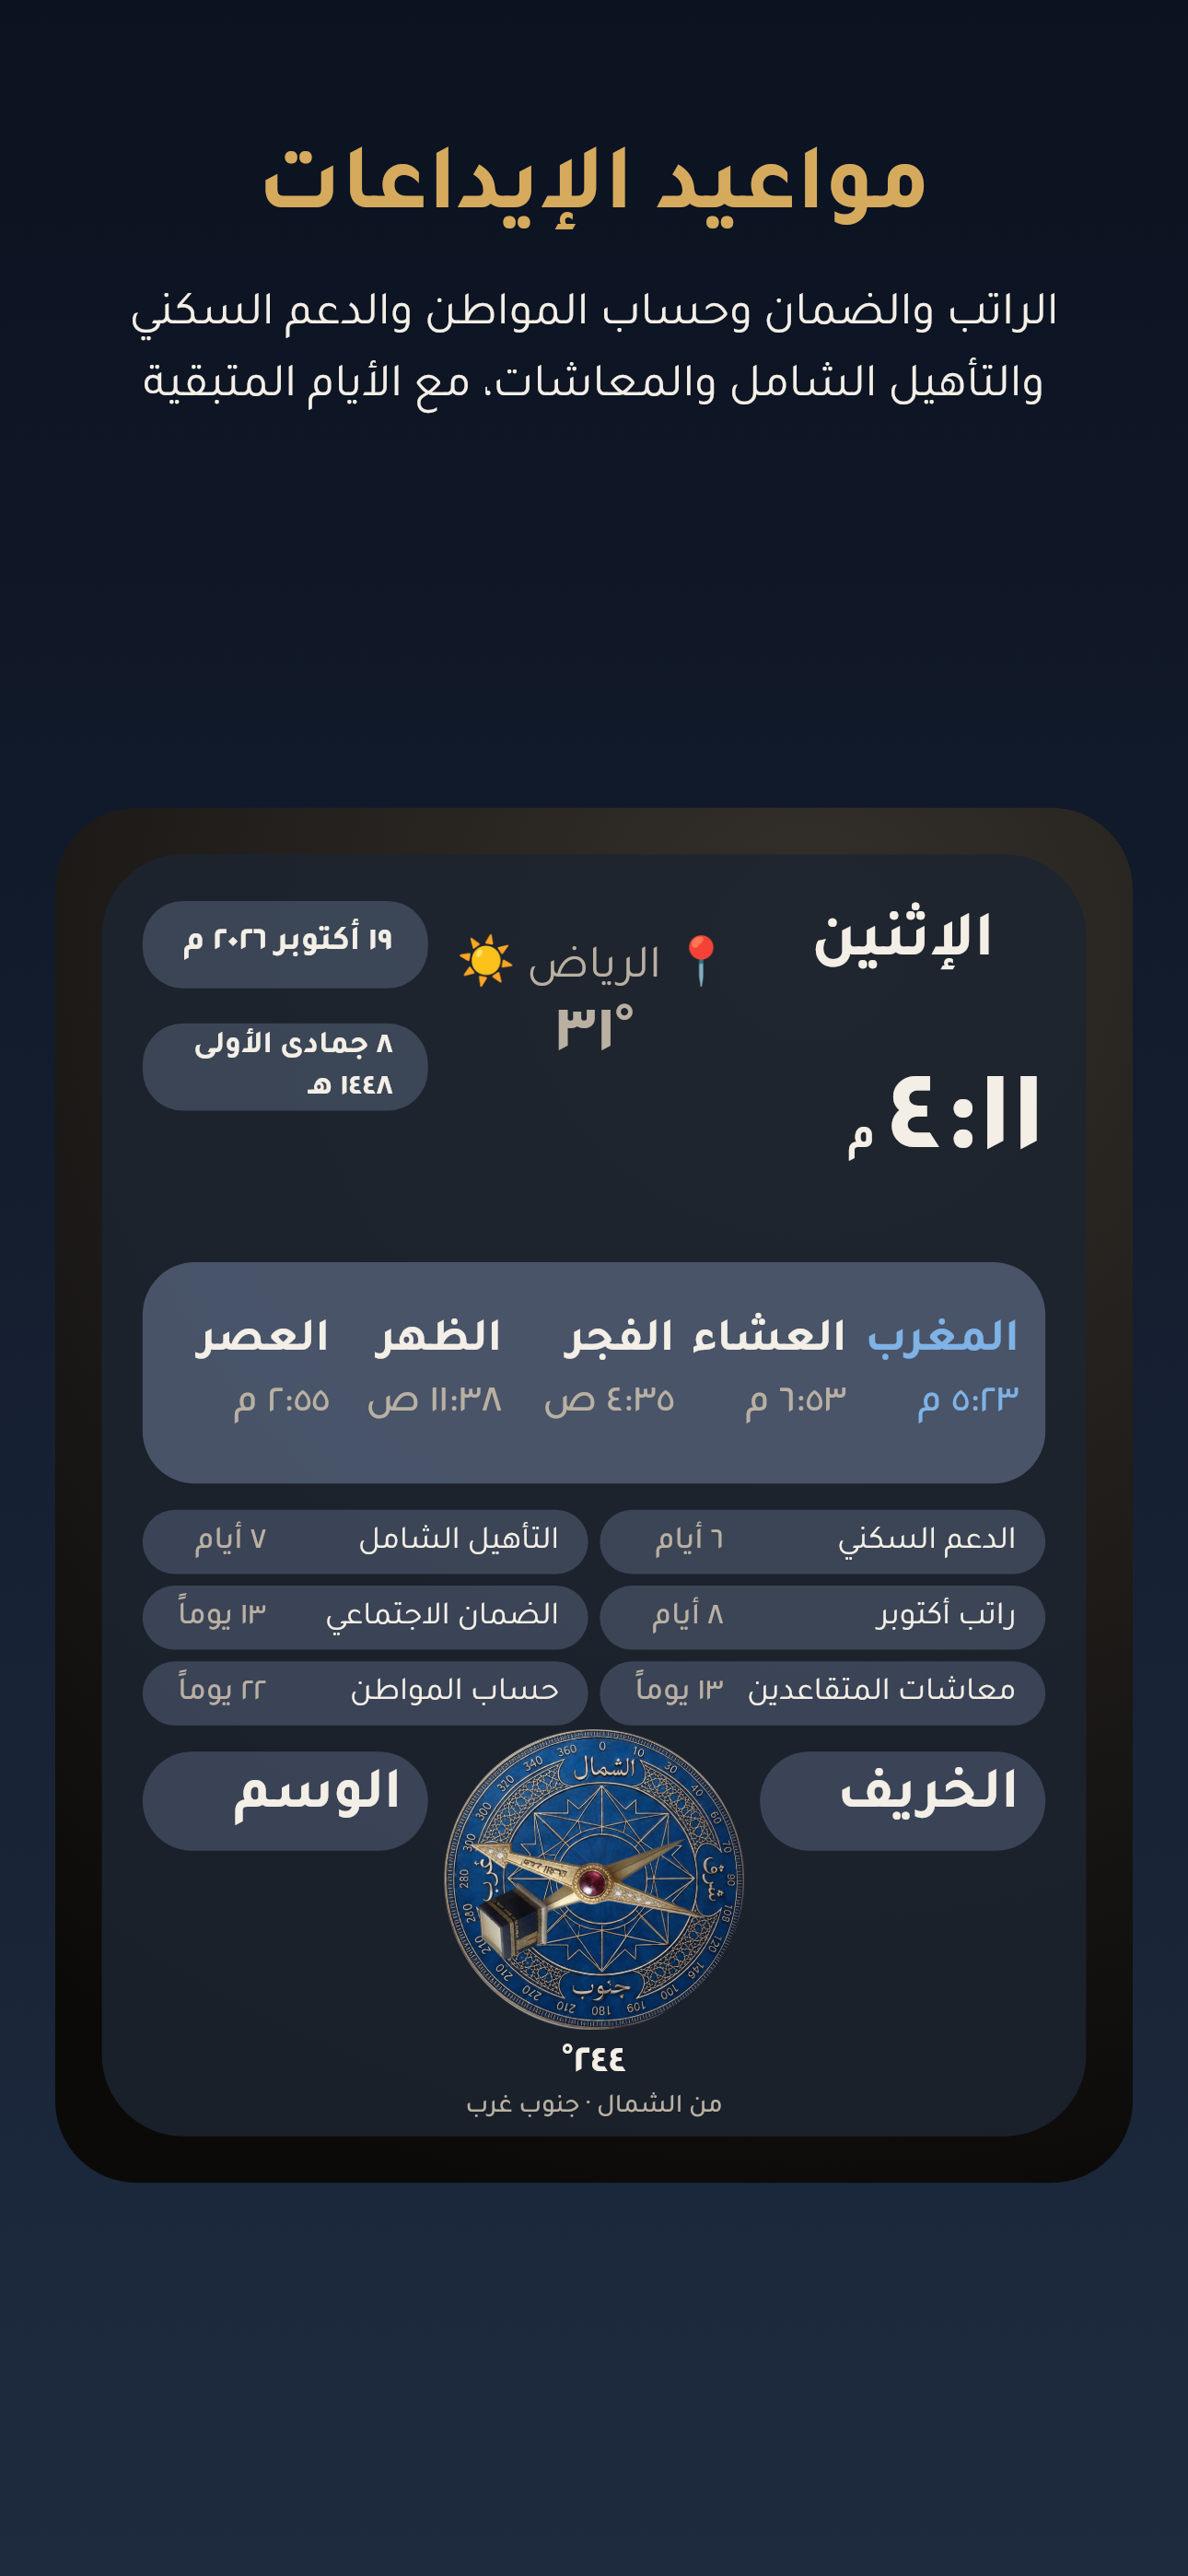 مواعيد الإيداعات
الراتب والضمان وحساب المواطن والدعم السكني
والتأهيل الشامل والمعاشات، مع الأيام المتبقية
الإثنين
📍 الرياض ☀️
٣١°
١٩ أكتوبر ٢٠٢٦ م
٨ جمادى الأولى
١٤٤٨ هـ
٤:١١ م
المغرب العشاء الفجر الظهر العصر
٥:٢٣ م ٦:٥٣ م ٤:٣٥ ص ١١:٣٨ ص ٢:٥٥ م
الدعم السكني ٦ أيام التأهيل الشامل ٧ أيام
راتب أكتوبر ٨ أيام الضمان الاجتماعي ١٣ يوماً
معاشات المتقاعدين ١٣ يوماً حساب المواطن ٢٢ يوماً
الخريف
الوسم
الشمال
شرق
غرب
جنوب
٢٤٤°
من الشمال · جنوب غرب